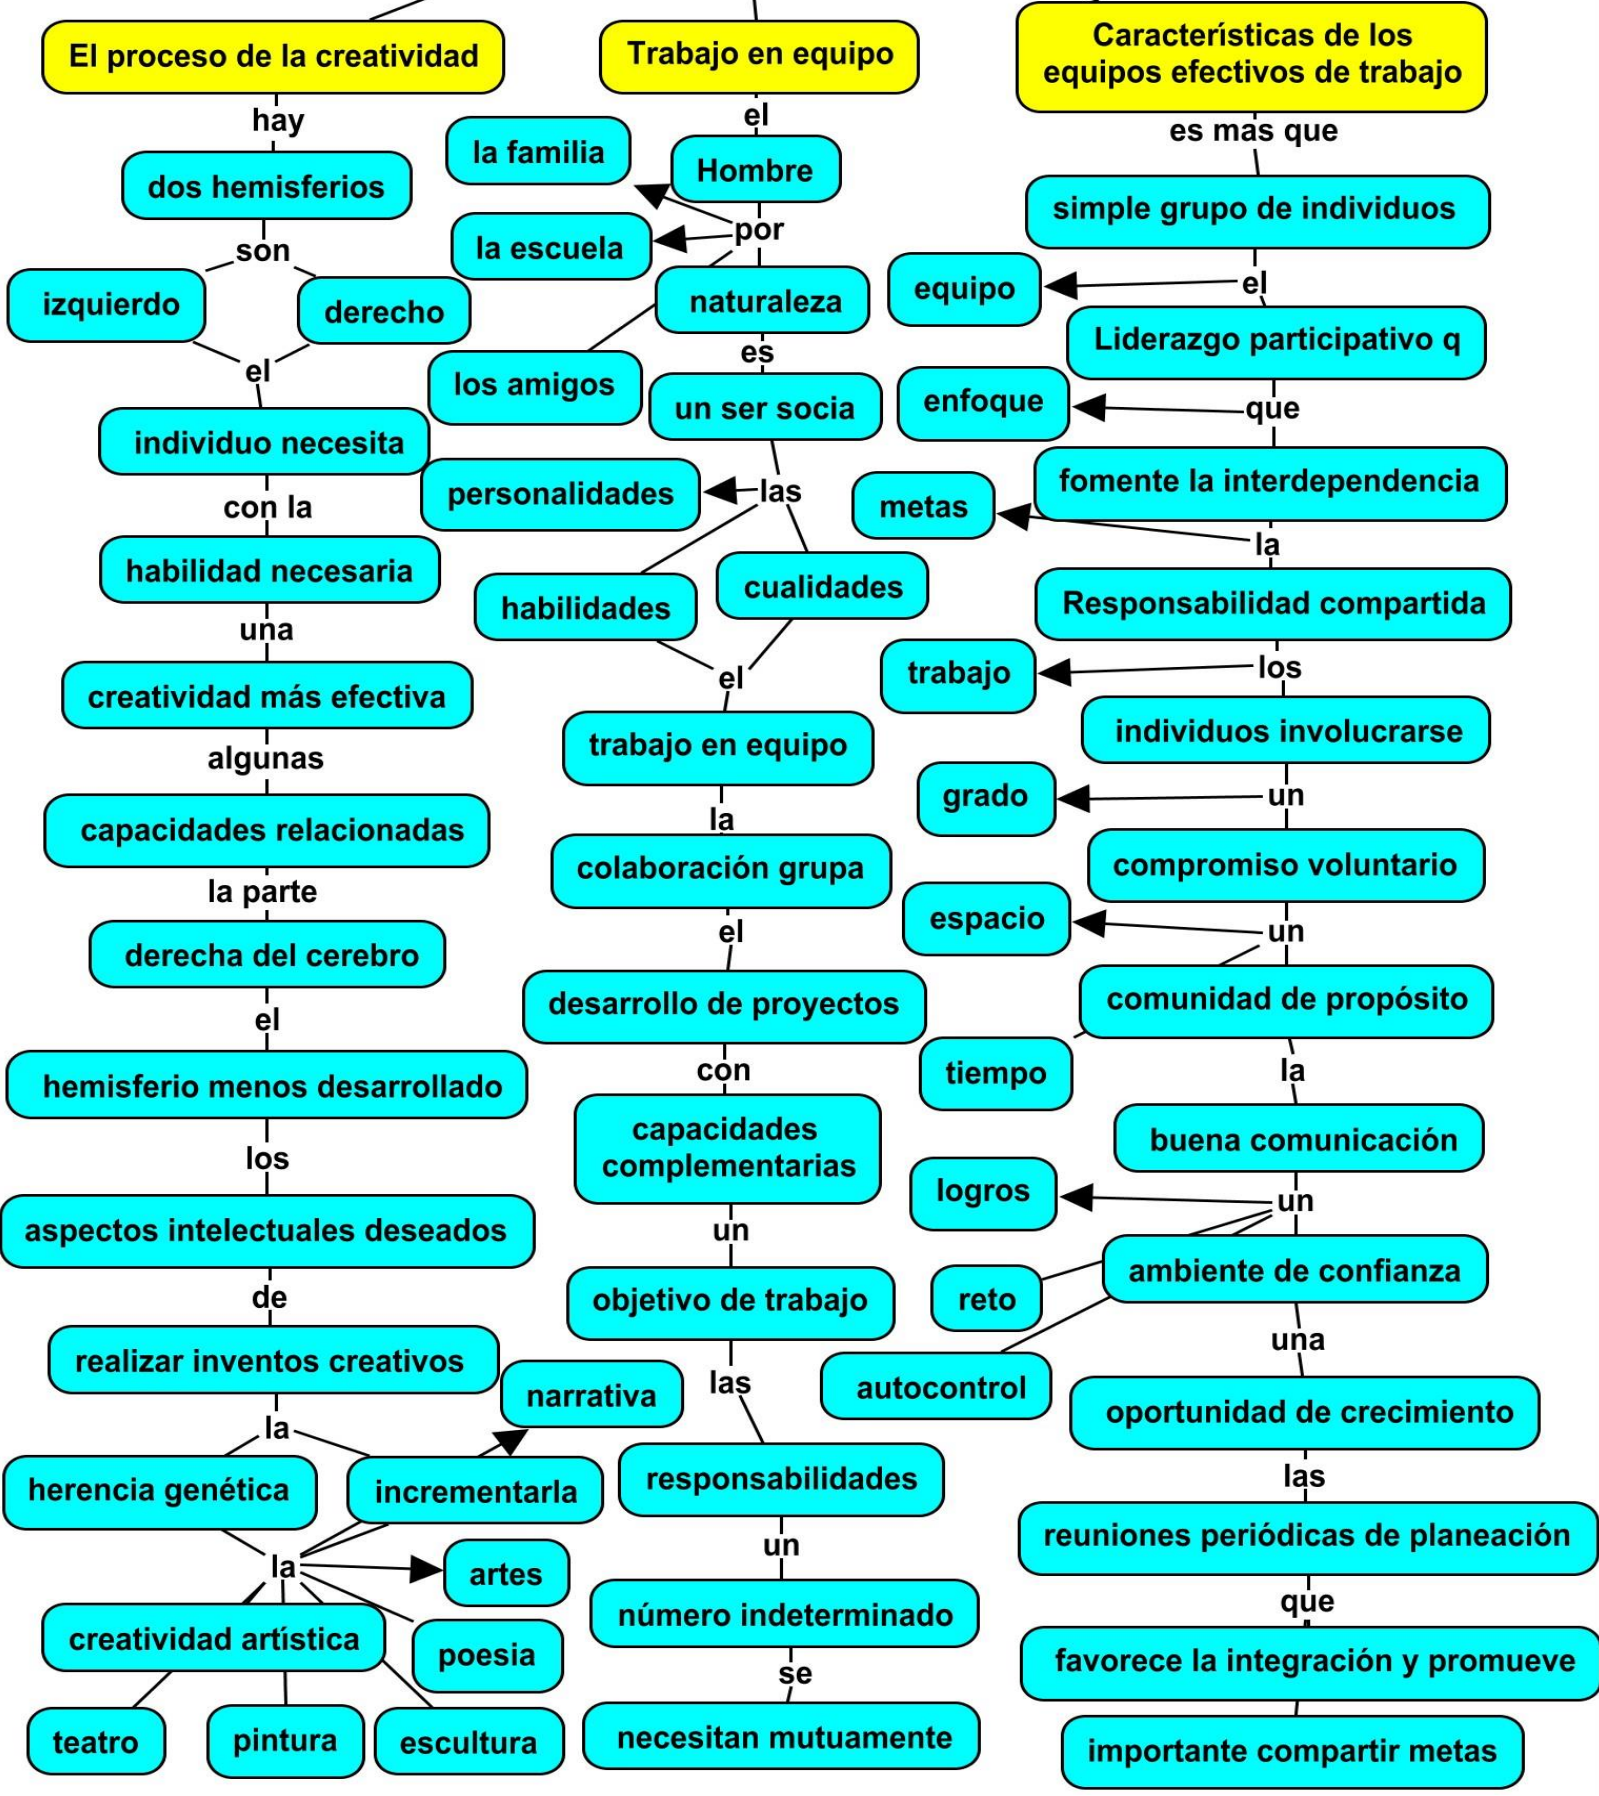 El proceso de la creatividad
hay
dos hemisferios
son
izquierdo
derecho
el
individuo necesita
con la
habilidad necesaria
una
creatividad más efectiva
algunas
capacidades relacionadas
la parte
derecha del cerebro
el
hemisferio menos desarrollado
los
aspectos intelectuales deseados
de
realizar inventos creativos
la
herencia genética
incrementarla
narrativa
la
artes
creatividad artística
poesia
teatro
pintura
escultura
Trabajo en equipo
el
Hombre
la familia
por
la escuela
naturaleza
los amigos
es
un ser socia
las
personalidades
habilidades
cualidades
el
trabajo en equipo
la
colaboración grupa
el
desarrollo de proyectos
con
capacidades
complementarias
un
objetivo de trabajo
las
responsabilidades
un
número indeterminado
se
necesitan mutuamente
Características de los
equipos efectivos de trabajo
es mas que
simple grupo de individuos
el
equipo
Liderazgo participativo q
que
enfoque
fomente la interdependencia
la
metas
Responsabilidad compartida
los
trabajo
individuos involucrarse
un
grado
compromiso voluntario
un
espacio
comunidad de propósito
tiempo
la
buena comunicación
un
logros
ambiente de confianza
reto
autocontrol
una
oportunidad de crecimiento
las
reuniones periódicas de planeación
que
favorece la integración y promueve
importante compartir metas